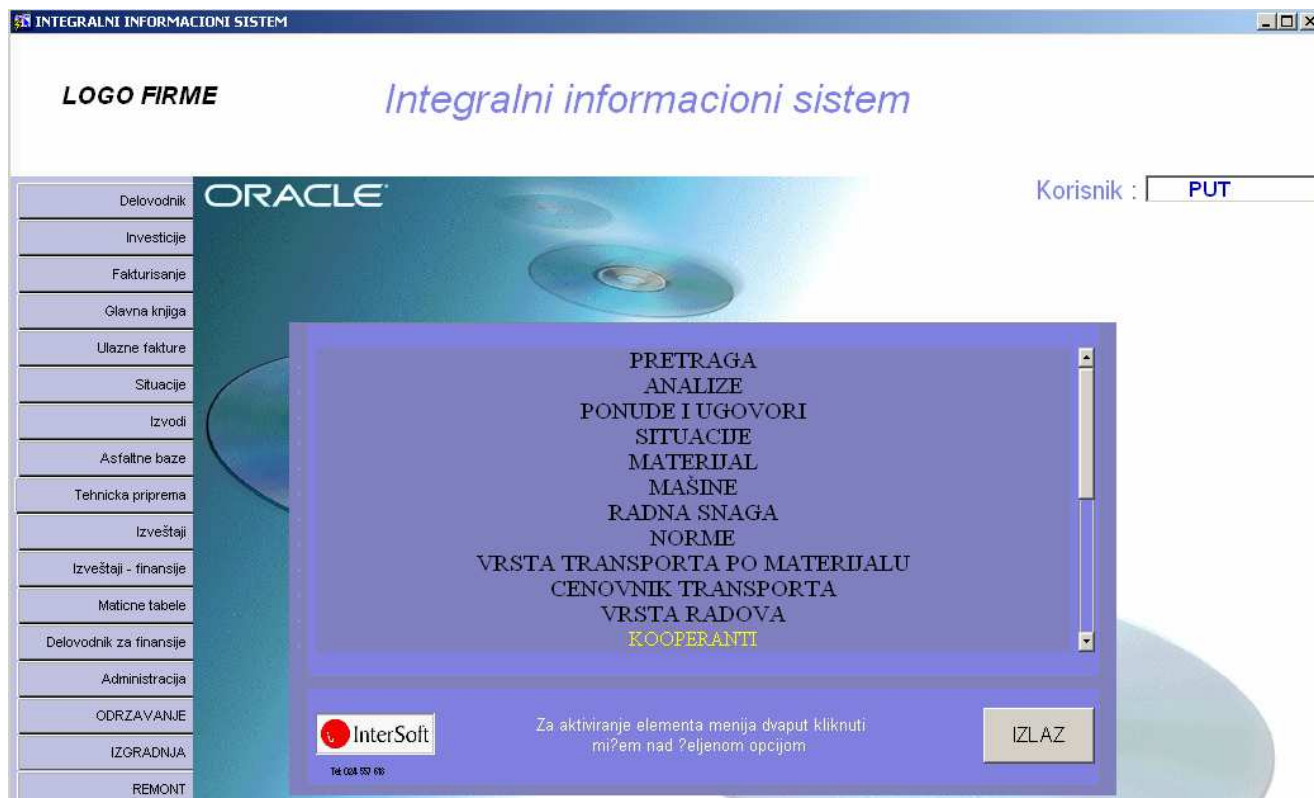 INTEGRALNI INFORMACIONI SISTEM
LOGO FIRME
Integralni informacioni sistem
ORACLE
Korisnik : PUT
Delovodnik
Investicije
Fakturisanje
Glavna knjiga
Ulazne fakture
Situacije
Izvodi
Asfaltne baze
Tehnicka priprema
Izveštaji
Izveštaji - finansije
Maticne tabele
Delovodnik za finansije
Administracija
ODRZAVANJE
IZGRADNJA
REMONT
PRETRAGA
ANALIZE
PONUDE I UGOVORI
SITUACIJE
MATERIJAL
MAŠINE
RADNA SNAGA
NORME
VRSTA TRANSPORTA PO MATERIJALU
CENOVNIK TRANSPORTA
VRSTA RADOVA
KOOPERANTI
InterSoft
Za aktiviranje elementa menija dvaput kliknuti
mi?em nad ?eljenom opcijom
IZLAZ